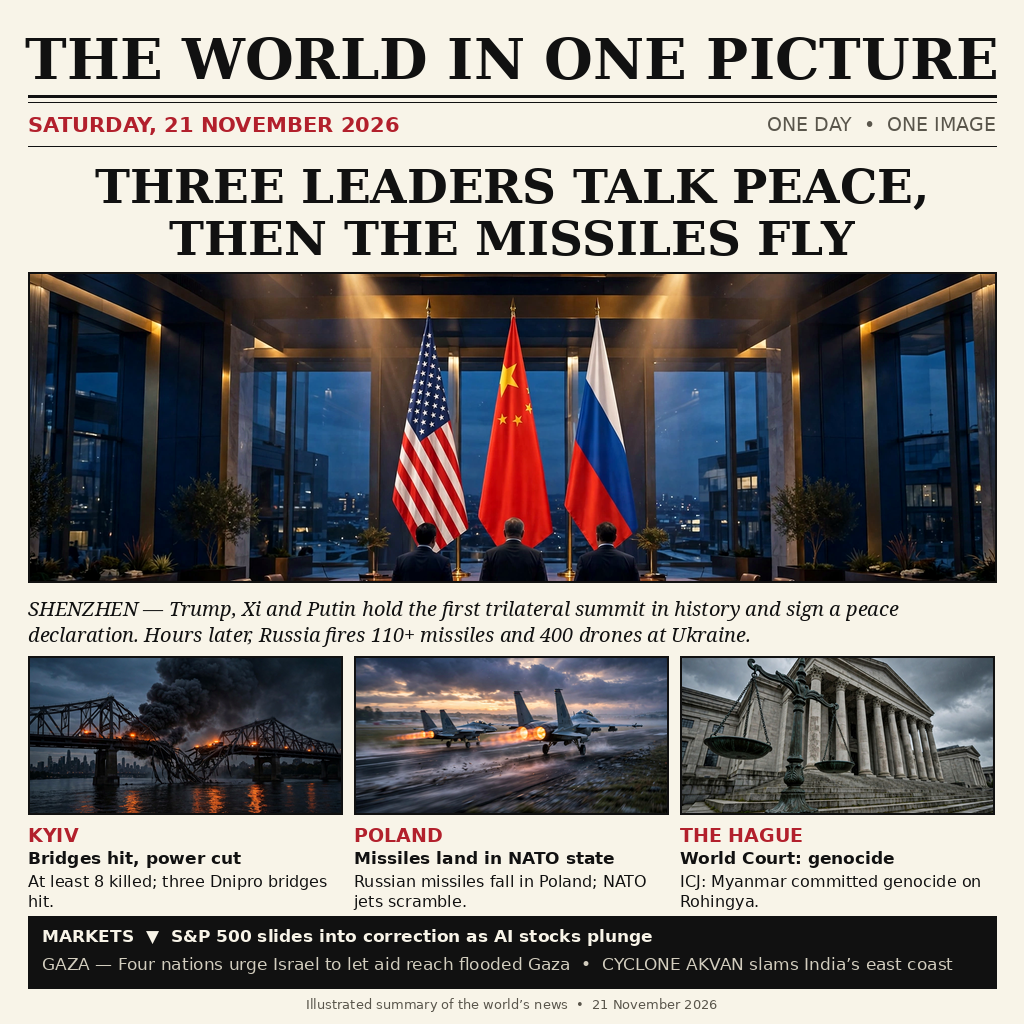 THE WORLD IN ONE PICTURE
SATURDAY, 21 NOVEMBER 2026
ONE DAY • ONE IMAGE
THREE LEADERS TALK PEACE,
THEN THE MISSILES FLY
SHENZHEN — Trump, Xi and Putin hold the first trilateral summit in history and sign a peace
declaration. Hours later, Russia fires 110+ missiles and 400 drones at Ukraine.
KYIV
Bridges hit, power cut
At least 8 killed; three Dnipro bridges
hit.
POLAND
Missiles land in NATO state
Russian missiles fall in Poland; NATO
jets scramble.
THE HAGUE
World Court: genocide
ICJ: Myanmar committed genocide on
Rohingya.
MARKETS ▼ S&P 500 slides into correction as AI stocks plunge
GAZA — Four nations urge Israel to let aid reach flooded Gaza • CYCLONE AKVAN slams India’s east coast
Illustrated summary of the world’s news • 21 November 2026